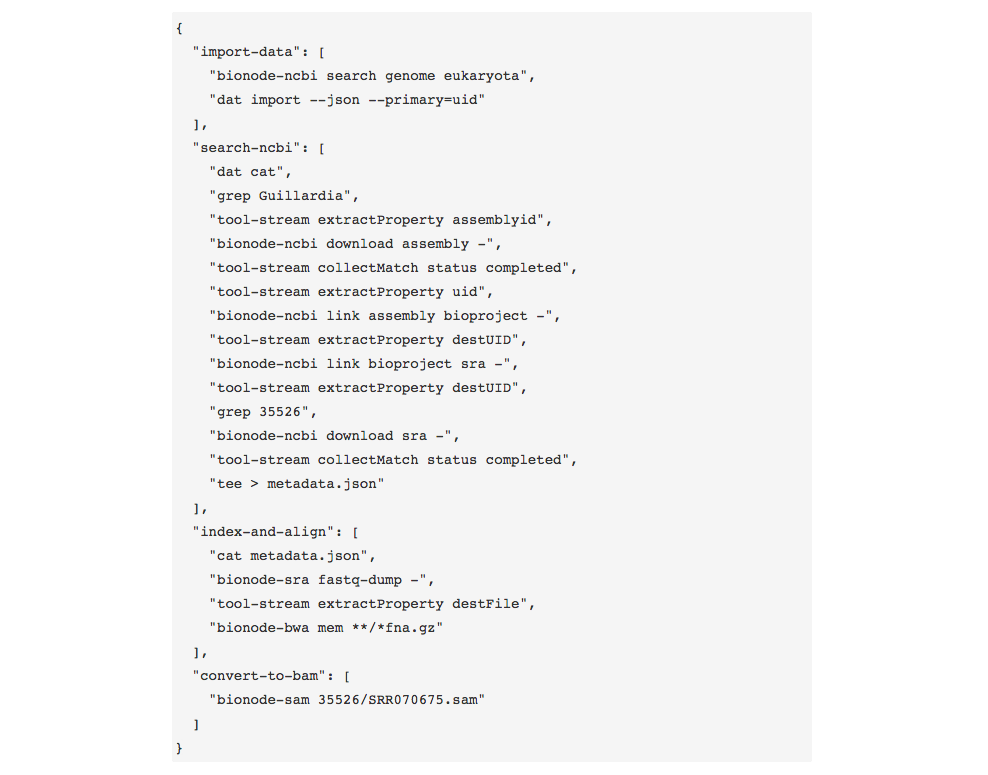 {
  "import-data": [
    "bionode-ncbi search genome eukaryota",
    "dat import --json --primary=uid"
  ],
  "search-ncbi": [
    "dat cat",
    "grep Guillardia",
    "tool-stream extractProperty assemblyid",
    "bionode-ncbi download assembly -",
    "tool-stream collectMatch status completed",
    "tool-stream extractProperty uid",
    "bionode-ncbi link assembly bioproject -",
    "tool-stream extractProperty destUID",
    "bionode-ncbi link bioproject sra -",
    "tool-stream extractProperty destUID",
    "grep 35526",
    "bionode-ncbi download sra -",
    "tool-stream collectMatch status completed",
    "tee > metadata.json"
  ],
  "index-and-align": [
    "cat metadata.json",
    "bionode-sra fastq-dump -",
    "tool-stream extractProperty destFile",
    "bionode-bwa mem **/*fna.gz"
  ],
  "convert-to-bam": [
    "bionode-sam 35526/SRR070675.sam"
  ]
}